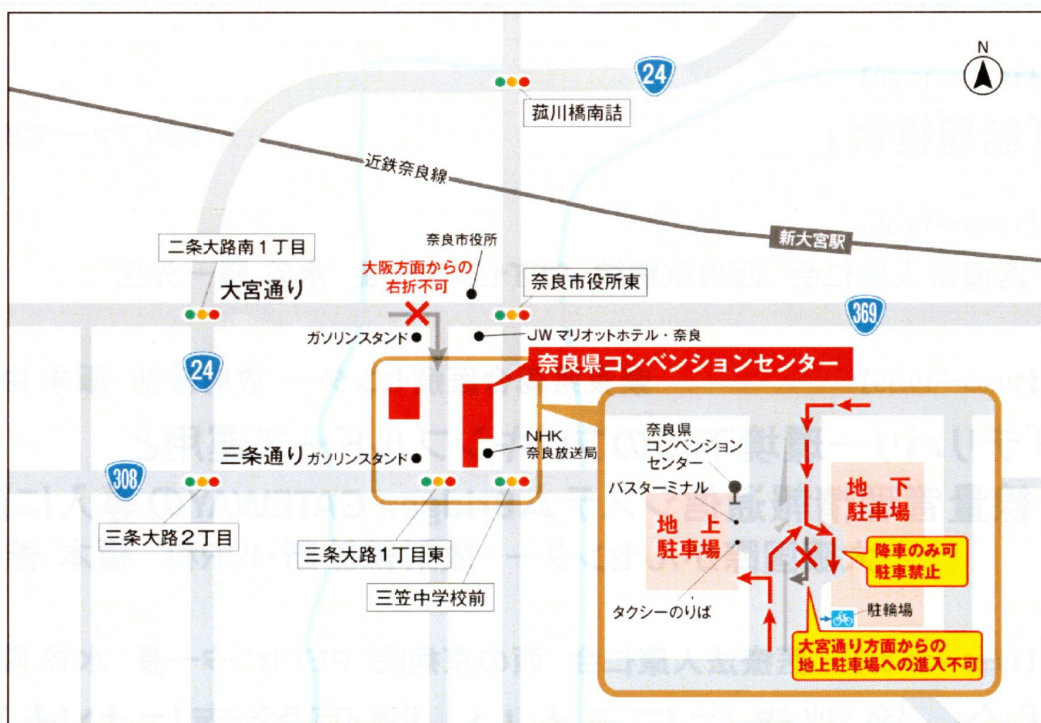 N
24
菰川橋南詰
近鉄奈良線
新大宮駅
奈良市役所
二条大路南1丁目
大阪方面からの
右折不可
大宮通り
奈良市役所東
369
ガソリンスタンド
JWマリオットホテル・奈良
24
奈良県コンベンションセンター
NHK
奈良放送局
三条通り
ガソリンスタンド
308
三条大路2丁目
三条大路1丁目東
三笠中学校前
奈良県
コンベンション
センター
バスターミナル
地上
駐車場
地下
駐車場
降車のみ可
駐車禁止
タクシーのりば
駐輪場
大宮通り方面からの
地上駐車場への進入不可